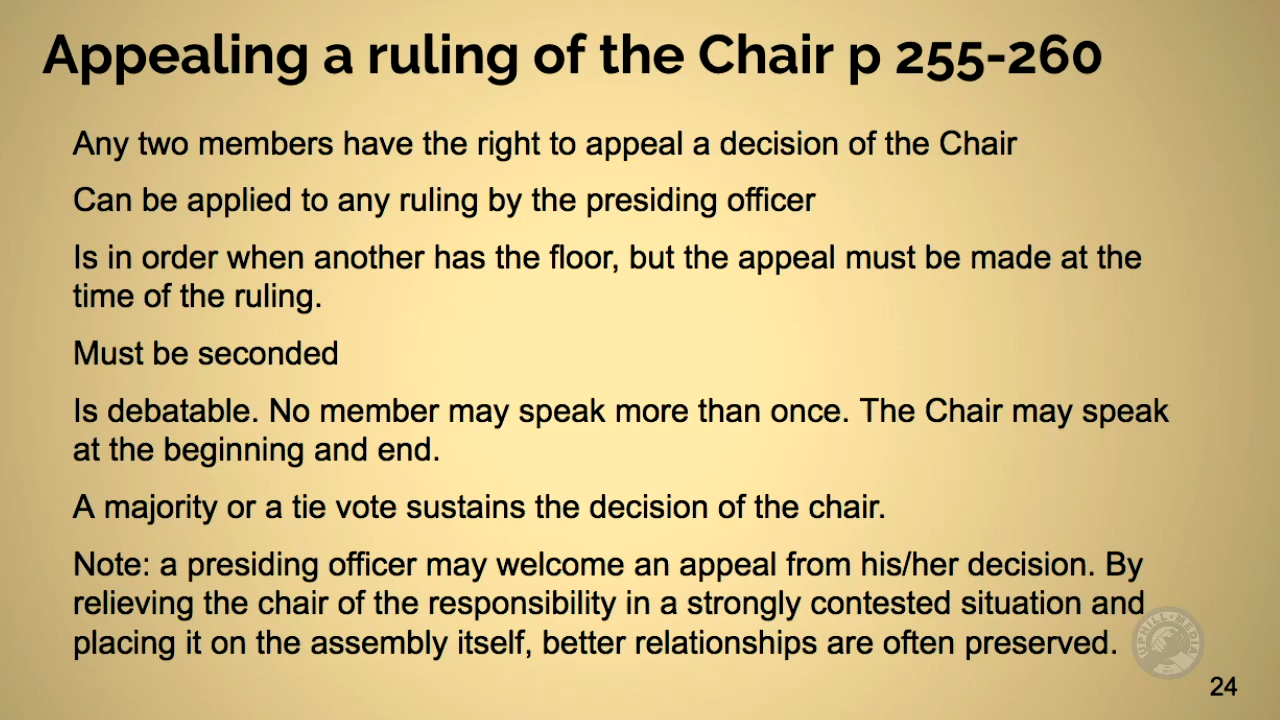 Appealing a ruling of the Chair p 255-260
Any two members have the right to appeal a decision of the Chair
Can be applied to any ruling by the presiding officer
Is in order when another has the floor, but the appeal must be made at the
time of the ruling.
Must be seconded
Is debatable. No member may speak more than once. The Chair may speak
at the beginning and end.
A majority or a tie vote sustains the decision of the chair.
Note: a presiding officer may welcome an appeal from his/her decision. By
relieving the chair of the responsibility in a strongly contested situation and
placing it on the assembly itself, better relationships are often preserved.
UPHILL MEDIA
24